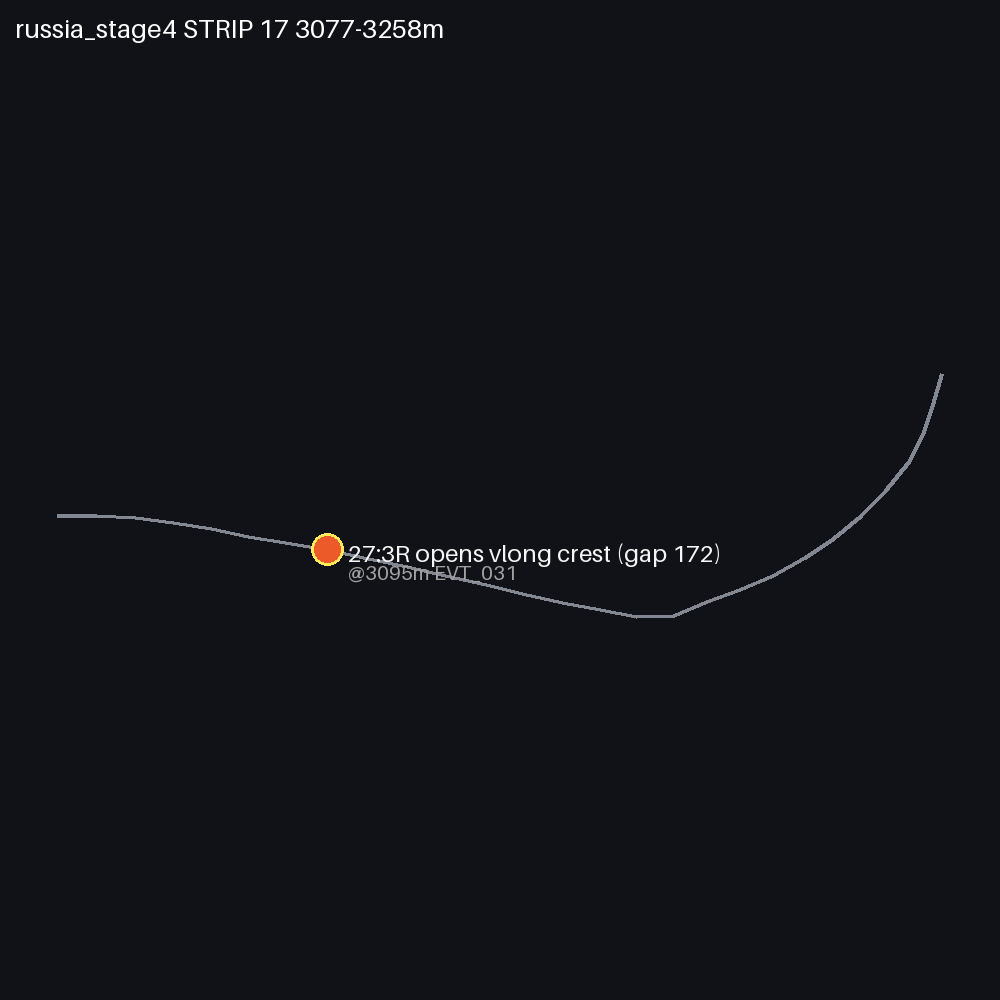 russia_stage4 STRIP 17 3077-3258m
27:3R opens vlong crest (gap 172)
@3095m EVT_031